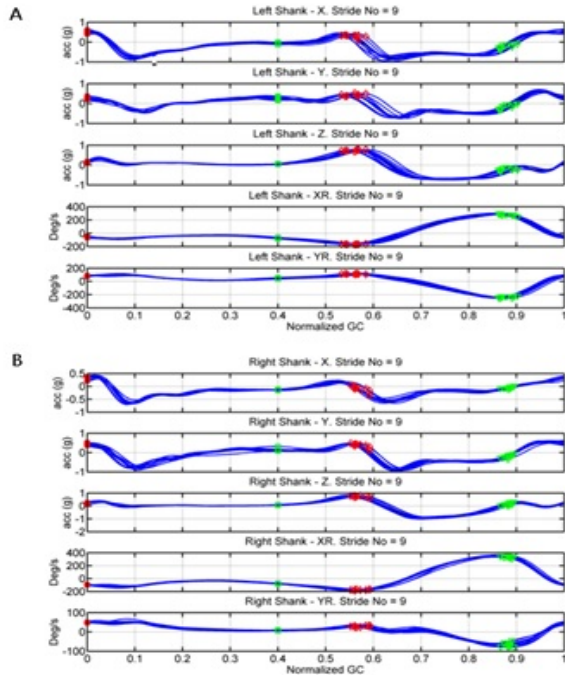 A
Left Shank - X. Stride No = 9
acc (g)
1
0
-1
Left Shank - Y. Stride No = 9
acc (g)
1
0
-1
Left Shank - Z. Stride No = 9
acc (g)
1
0
-1
Left Shank - XR. Stride No = 9
Deg/s
400
200
0
-200
Left Shank - YR. Stride No = 9
Deg/s
200
0
-200
-400
0 0.1 0.2 0.3 0.4 0.5 0.6 0.7 0.8 0.9 1
Normalized GC
B
Right Shank - X. Stride No = 9
acc (g)
0.5
0
-0.5
-1
Right Shank - Y. Stride No = 9
acc (g)
1
0
-1
Right Shank - Z. Stride No = 9
acc (g)
1
0
-1
-2
Right Shank - XR. Stride No = 9
Deg/s
400
200
0
-200
Right Shank - YR. Stride No = 9
Deg/s
100
0
-100
0 0.1 0.2 0.3 0.4 0.5 0.6 0.7 0.8 0.9 1
Normalized GC